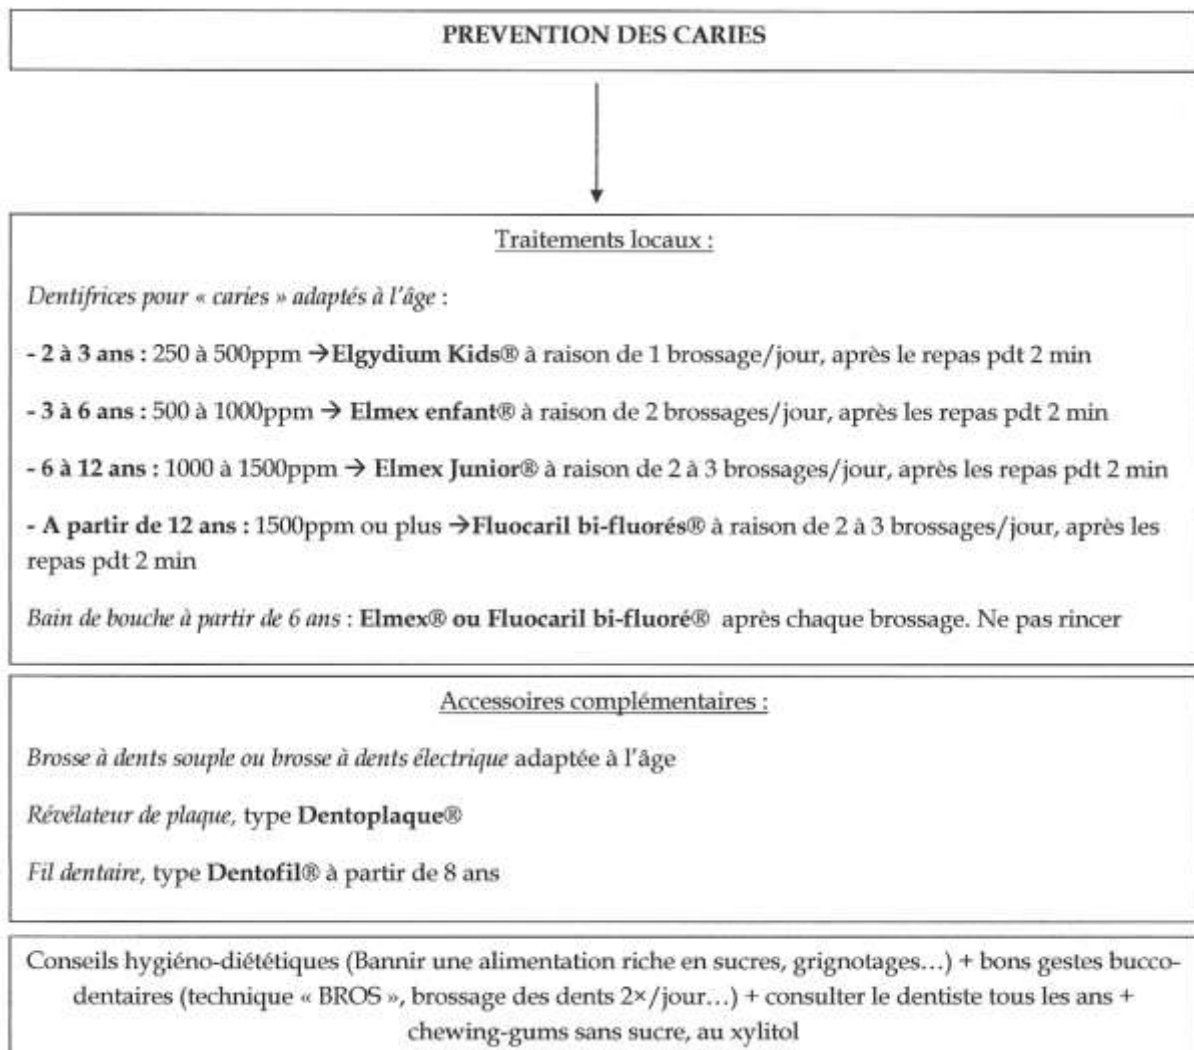 PREVENTION DES CARIES
Traitements locaux :
Dentifrices pour « caries » adaptés à l'âge :
- 2 à 3 ans : 250 à 500ppm →Elgydium Kids® à raison de 1 brossage/jour, après le repas pdt 2 min
- 3 à 6 ans : 500 à 1000ppm → Elmex enfant® à raison de 2 brossages/jour, après les repas pdt 2 min
- 6 à 12 ans : 1000 à 1500ppm → Elmex Junior® à raison de 2 à 3 brossages/jour, après les repas pdt 2 min
- A partir de 12 ans : 1500ppm ou plus →Fluocaril bi-fluorés® à raison de 2 à 3 brossages/jour, après les
repas pdt 2 min
Bain de bouche à partir de 6 ans : Elmex® ou Fluocaril bi-fluoré® après chaque brossage. Ne pas rincer
Accessoires complémentaires :
Brosse à dents souple ou brosse à dents électrique adaptée à l'âge
Révélateur de plaque, type Dentoplaque®
Fil dentaire, type Dentofil® à partir de 8 ans
Conseils hygiéno-diététiques (Bannir une alimentation riche en sucres, grignotages…) + bons gestes bucco-
dentaires (technique « BROS », brossage des dents 2×/jour…) + consulter le dentiste tous les ans +
chewing-gums sans sucre, au xylitol